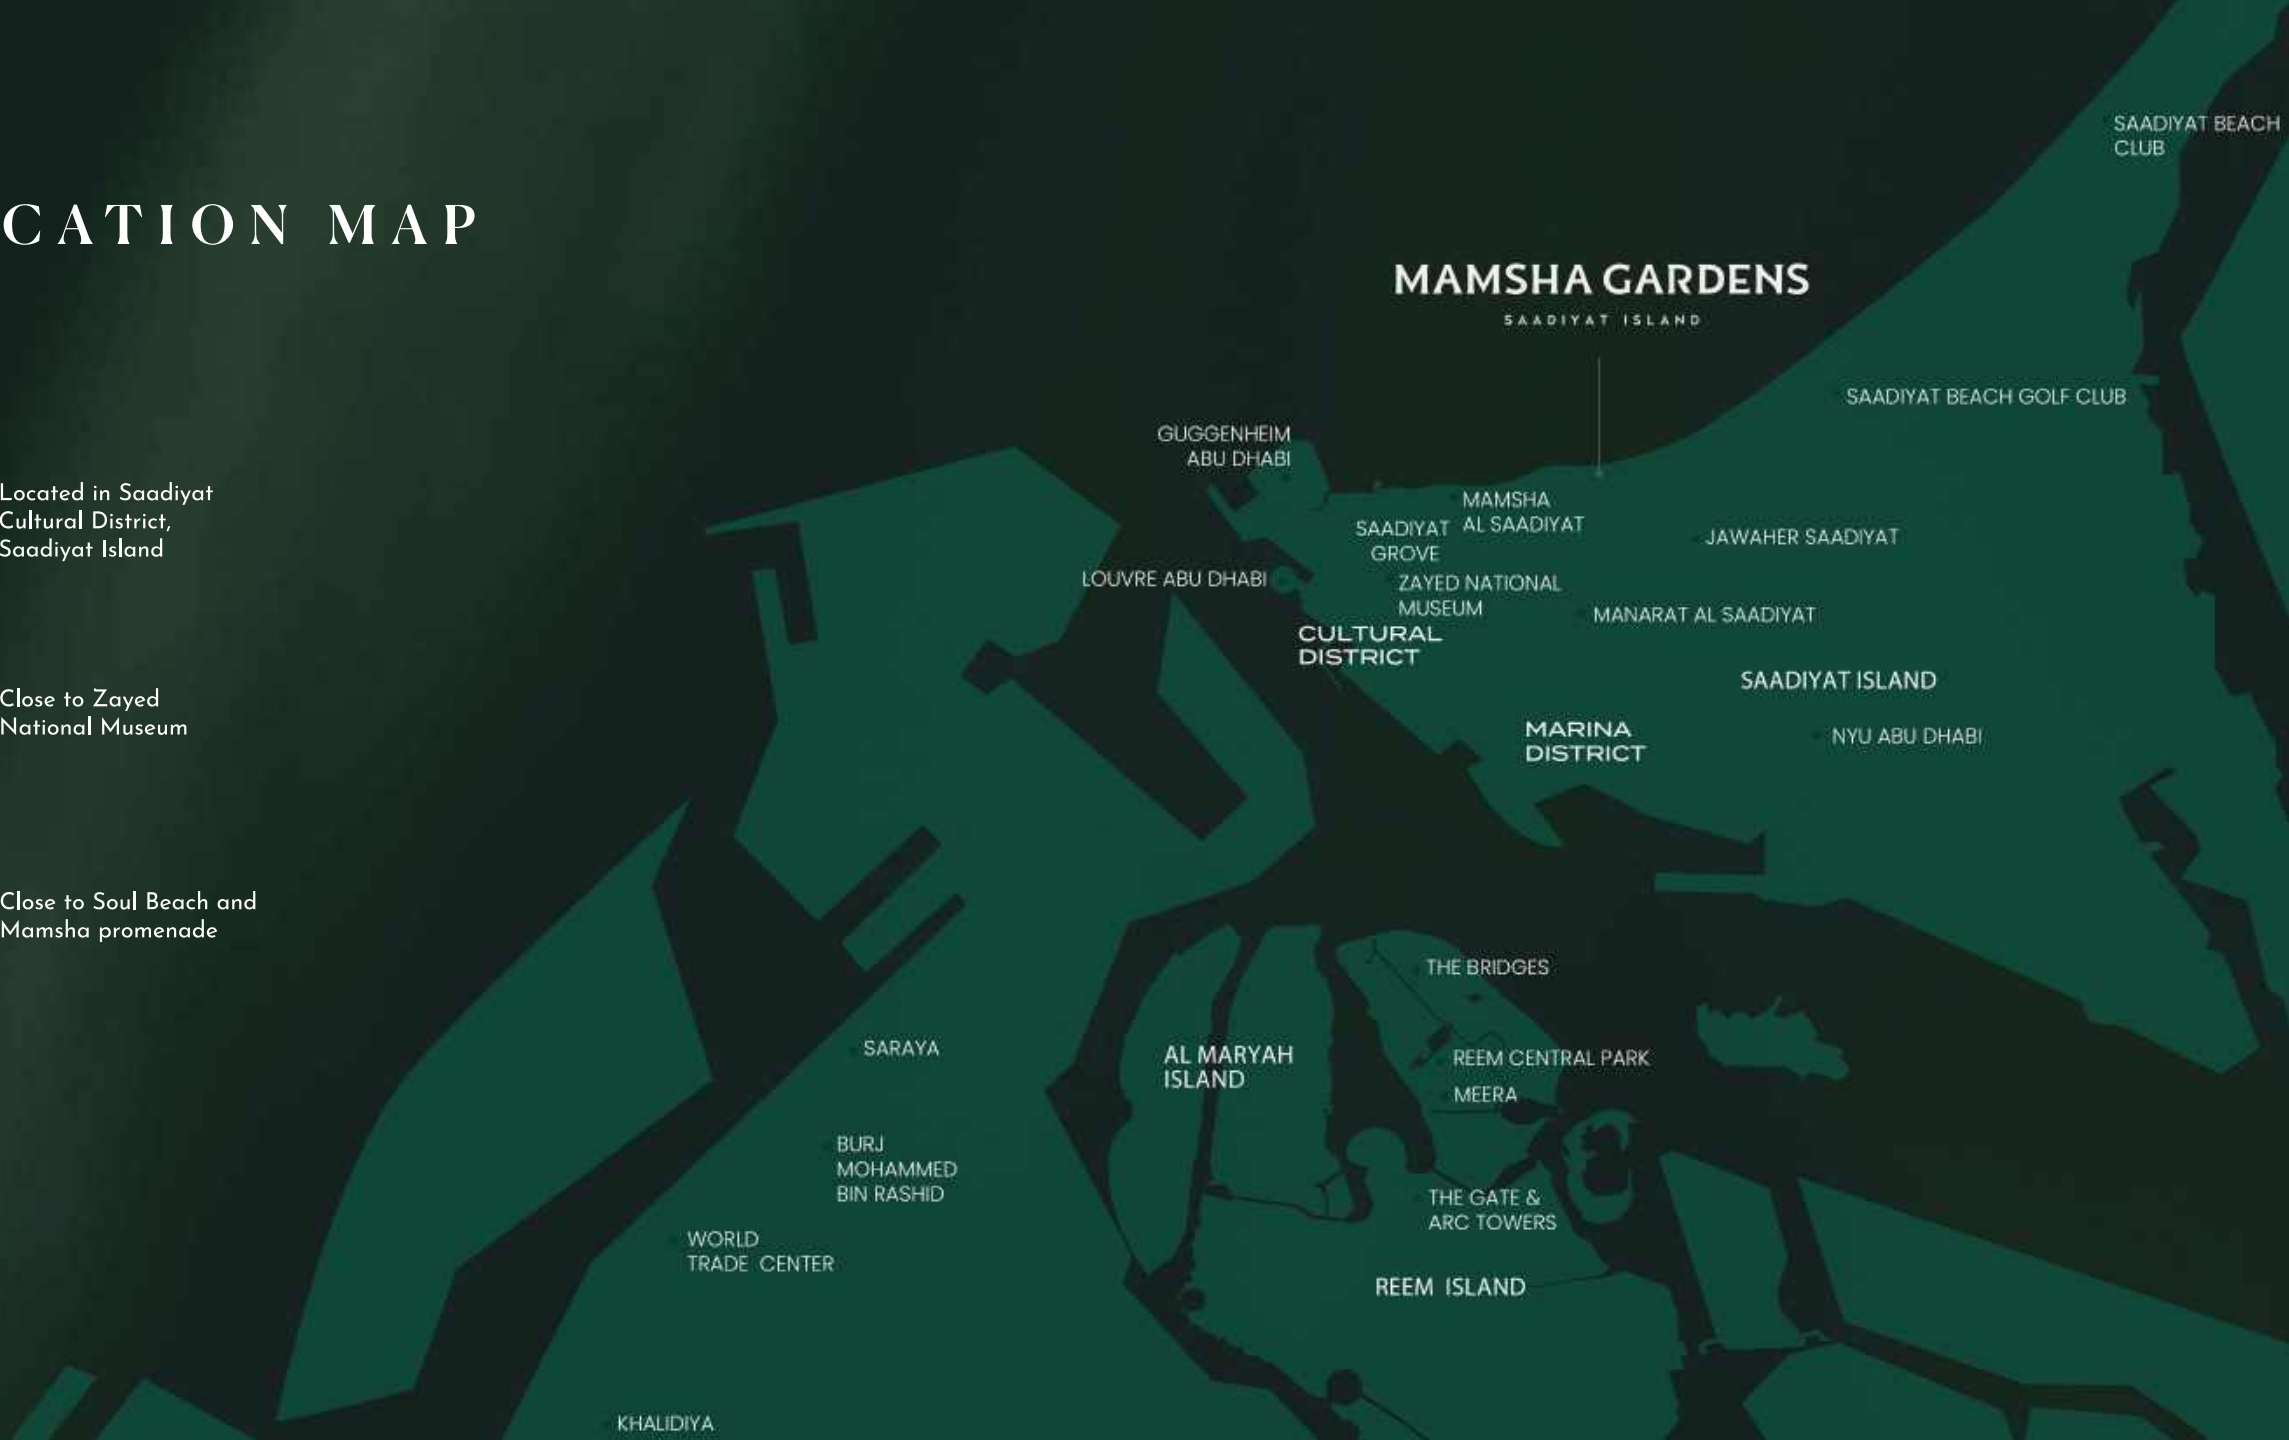 CATION MAP
Located in Saadiyat
Cultural District,
Saadiyat Island
Close to Zayed
National Museum
Close to Soul Beach and
Mamsha promenade
SAADIYAT BEACH
CLUB
MAMSHA GARDENS
SAADIYAT ISLAND
SAADIYAT BEACH GOLF CLUB
GUGGENHEIM
ABU DHABI
MAMSHA
AL SAADIYAT
SAADIYAT
GROVE
JAWAHER SAADIYAT
LOUVRE ABU DHABI
ZAYED NATIONAL
MUSEUM
MANARAT AL SAADIYAT
CULTURAL
DISTRICT
SAADIYAT ISLAND
MARINA
DISTRICT
NYU ABU DHABI
THE BRIDGES
SARAYA
AL MARYAH
ISLAND
REEM CENTRAL PARK
MEERA
BURJ
MOHAMMED
BIN RASHID
THE GATE &
ARC TOWERS
WORLD
TRADE CENTER
REEM ISLAND
KHALIDIYA